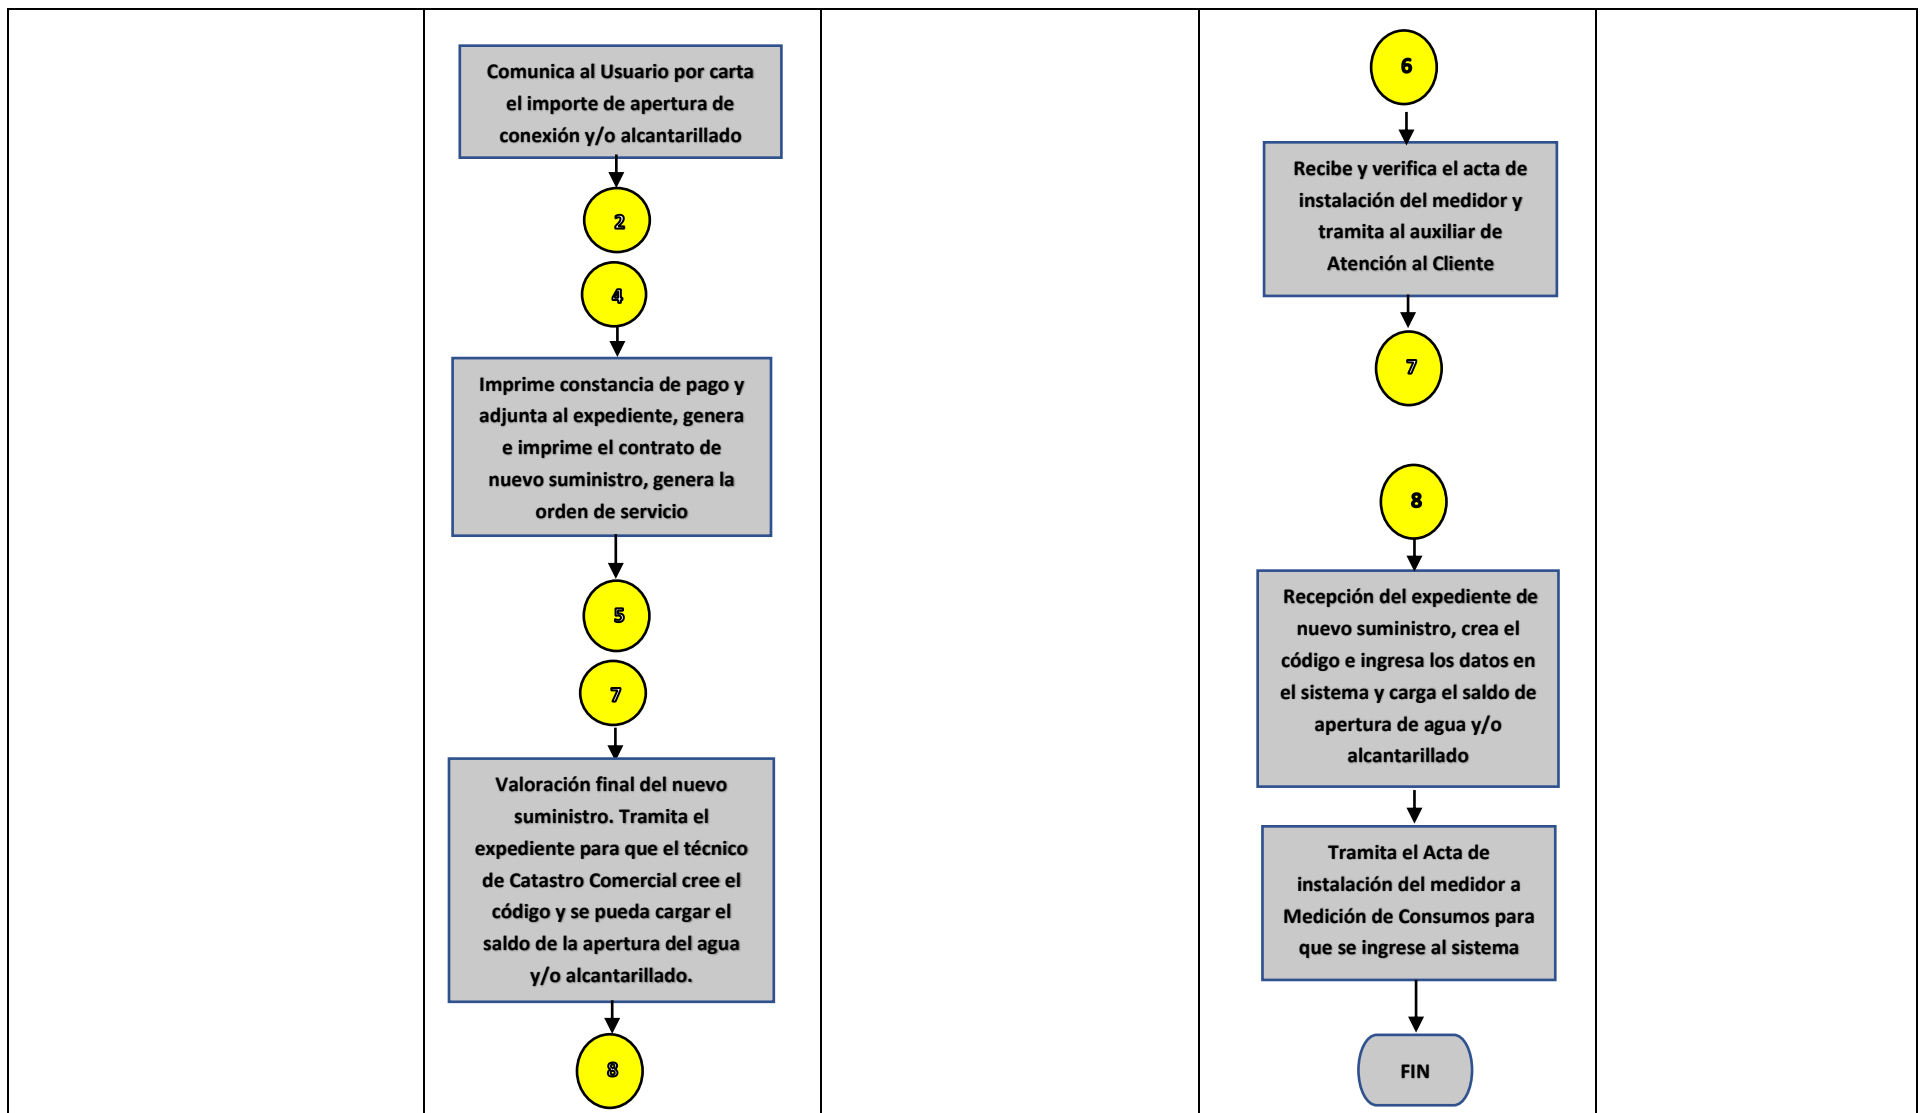 Comunica al Usuario por carta
el importe de apertura de
conexión y/o alcantarillado
2
4
Imprime constancia de pago y
adjunta al expediente, genera
e imprime el contrato de
nuevo suministro, genera la
orden de servicio
5
7
Valoración final del nuevo
suministro. Tramita el
expediente para que el técnico
de Catastro Comercial cree el
código y se pueda cargar el
saldo de la apertura del agua
y/o alcantarillado.
8
6
Recibe y verifica el acta de
instalación del medidor y
tramita al auxiliar de
Atención al Cliente
7
8
Recepción del expediente de
nuevo suministro, crea el
código e ingresa los datos en
el sistema y carga el saldo de
apertura de agua y/o
alcantarillado
Tramita el Acta de
instalación del medidor a
Medición de Consumos para
que se ingrese al sistema
FIN